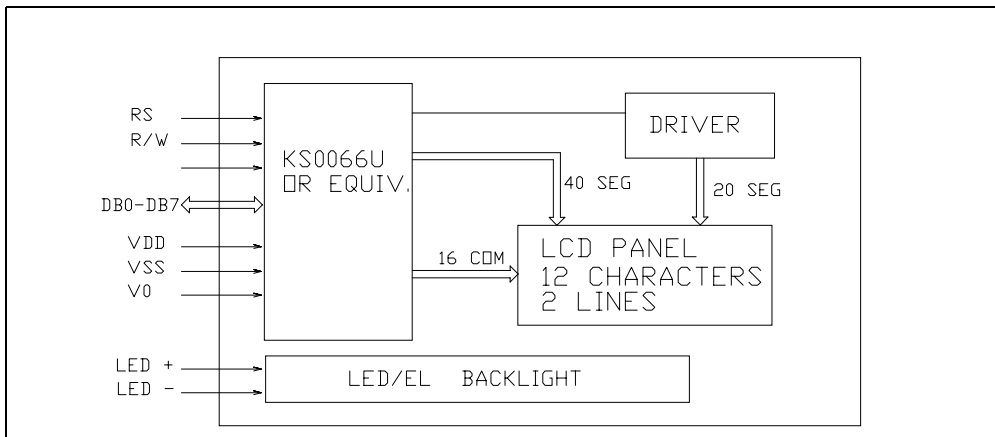 RS
R/W
DB0-DB7
VDD
VSS
V0
LED +
LED -
KS0066U
OR EQUIV.
DRIVER
40 SEG
20 SEG
16 COM
LCD PANEL
12 CHARACTERS
2 LINES
LED/EL BACKLIGHT